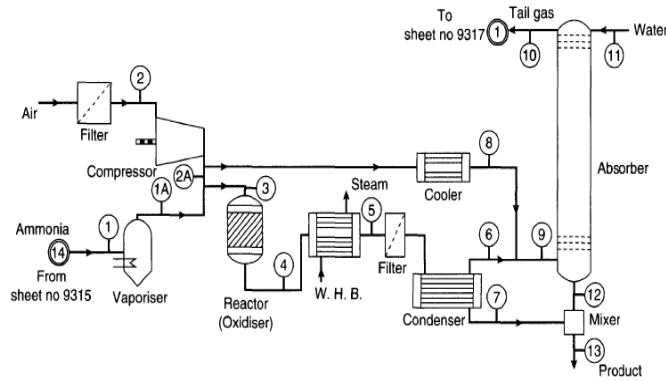 To
sheet no 9317
1
Tail gas
10
Water
11
2
Air
Filter
Compressor
2A
1A
3
8
Cooler
Absorber
Steam
Ammonia
1
14
From
sheet no 9315
Vaporiser
5
6
9
4
Filter
Reactor
(Oxidiser)
W. H. B.
Condenser
7
12
Mixer
13
Product